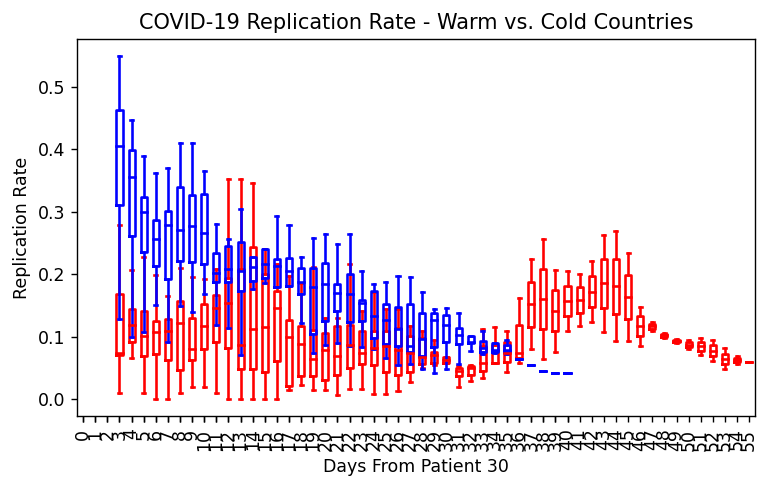 COVID-19 Replication Rate - Warm vs. Cold Countries
Replication Rate
0.5
0.4
0.3
0.2
0.1
0.0
0 1 2 3 4 5 6 7 8 9 10 11 12 13 14 15 16 17 18 19 20 21 22 23 24 25 26 27 28 29 30 31 32 33 34 35 36 37 38 39 40 41 42 43 44 45 46 47 48 49 50 51 52 53 54 55
Days From Patient 30